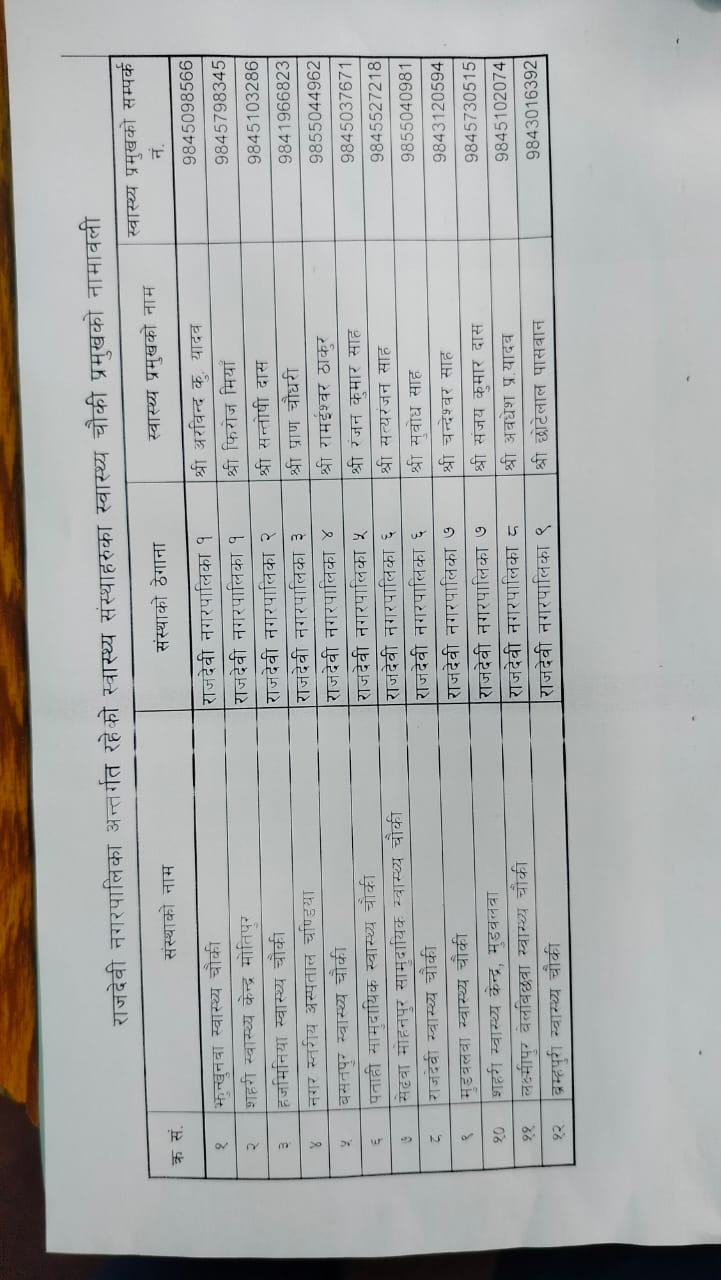 राजदेवी नगरपालिका अन्तर्गत रहेको स्वास्थ्य संस्थाहरुका स्वास्थ्य चौकी प्रमुखको नामावली
क्र सं. संस्थाको नाम संस्थाको ठेगाना स्वास्थ्य प्रमुखको नाम स्वास्थ्य प्रमुखको सम्पर्क नं.
१ झुन्खुनवा स्वास्थ्य चौकी राजदेवी नगरपालिका १ श्री अरविन्द कु. यादव 9845098566
२ शहरी स्वास्थ्य केन्द्र मोतिपुर राजदेवी नगरपालिका १ श्री फिरोज मियाँ 9845798345
३ हजमिनिया स्वास्थ्य चौकी राजदेवी नगरपालिका २ श्री सन्तोषी दास 9845103286
४ नगर स्तरीय अस्पताल चण्डिया राजदेवी नगरपालिका ३ श्री प्राण चौधरी 9841966823
५ बसतपुर स्वास्थ्य चौकी राजदेवी नगरपालिका ४ श्री रामईश्वर ठाकुर 9855044962
६ पताही सामुदायिक स्वास्थ्य चौकी राजदेवी नगरपालिका ५ श्री रंजन कुमार साह 9845037671
७ सेढवा मोहनपुर सामुदायिक स्वास्थ्य चौकी राजदेवी नगरपालिका ६ श्री सत्यरंजन साह 9845527218
८ राजदेवी स्वास्थ्य चौकी राजदेवी नगरपालिका ६ श्री सुवोध साह 9855040981
९ मुडवलवा स्वास्थ्य चौकी राजदेवी नगरपालिका ७ श्री चन्देश्वर साह 9843120594
१० शहरी स्वास्थ्य केन्द्र, मुडवलवा राजदेवी नगरपालिका ७ श्री संजय कुमार दास 9845730515
११ लक्ष्मीपुर वेलविछवा स्वास्थ्य चौकी राजदेवी नगरपालिका ८ श्री अवधेश प्र.यादव 9845102074
१२ ब्रम्हपुरी स्वास्थ्य चौकी राजदेवी नगरपालिका ९ श्री छोटेलाल पासवान 9843016392